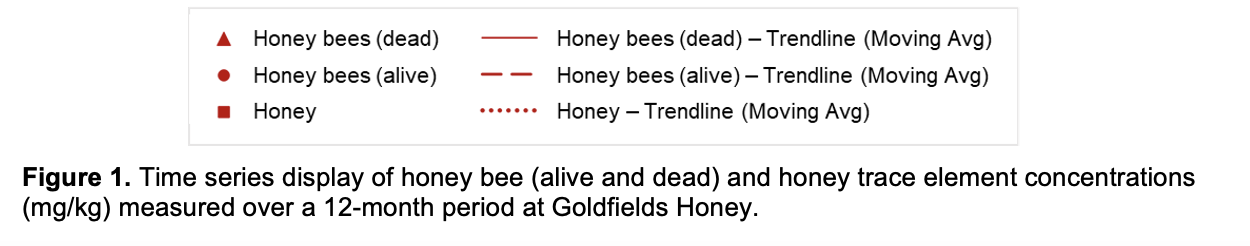 Honey bees (dead) Honey bees (dead) – Trendline (Moving Avg)
Honey bees (alive) Honey bees (alive) – Trendline (Moving Avg)
Honey Honey – Trendline (Moving Avg)
Figure 1. Time series display of honey bee (alive and dead) and honey trace element concentrations
(mg/kg) measured over a 12-month period at Goldfields Honey.